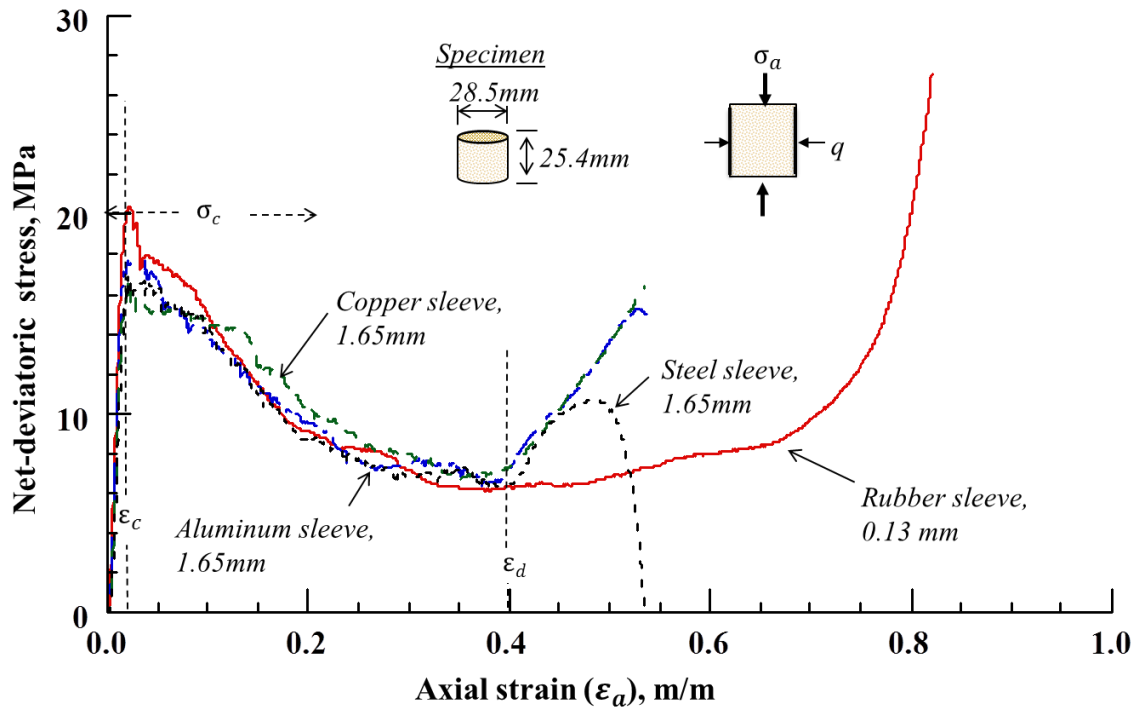 30
20
10
0
Net-deviatoric stress, MPa
Specimen
28.5mm
25.4mm
σa
q
σc
Copper sleeve,
1.65mm
Steel sleeve,
1.65mm
εc
Aluminum sleeve,
1.65mm
εd
Rubber sleeve,
0.13 mm
0.0 0.2 0.4 0.6 0.8 1.0
Axial strain (εa), m/m